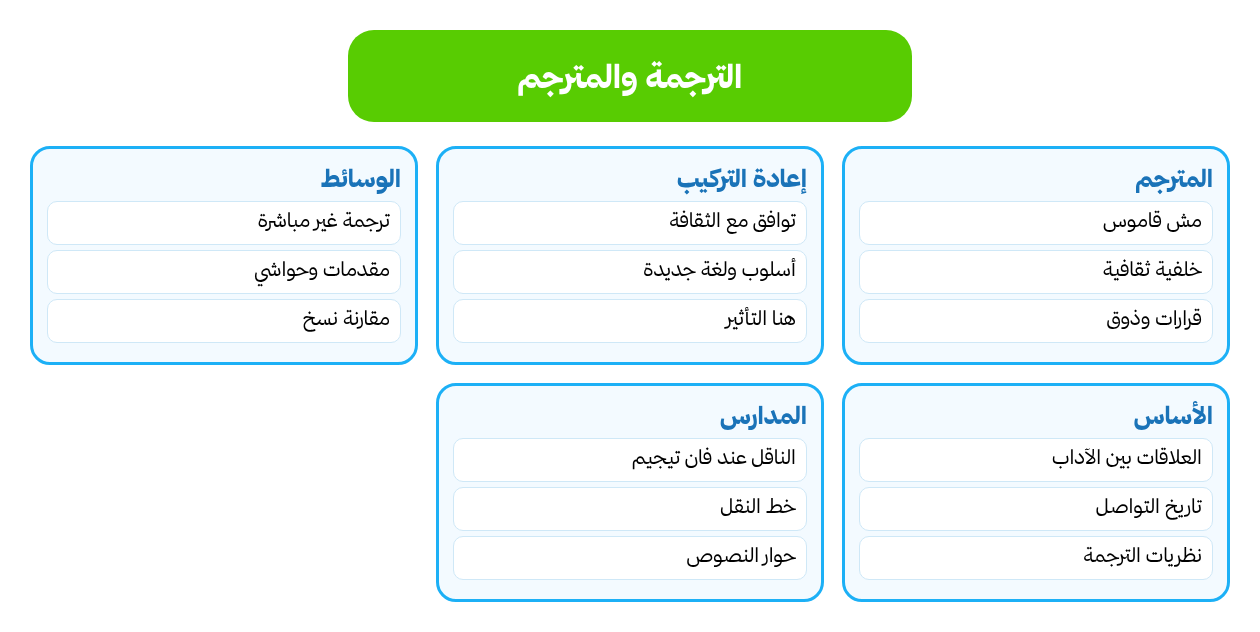 الترجمة والمترجم
المترجم
مش قاموس
خلفية ثقافية
قرارات وذوق
إعادة التركيب
توافق مع الثقافة
أسلوب ولغة جديدة
هنا التأثير
الوسائط
ترجمة غير مباشرة
مقدمات وحواشي
مقارنة نسخ
الأساس
العلاقات بين الآداب
تاريخ التواصل
نظريات الترجمة
المدارس
الناقل عند فان تيجيم
خط النقل
حوار النصوص